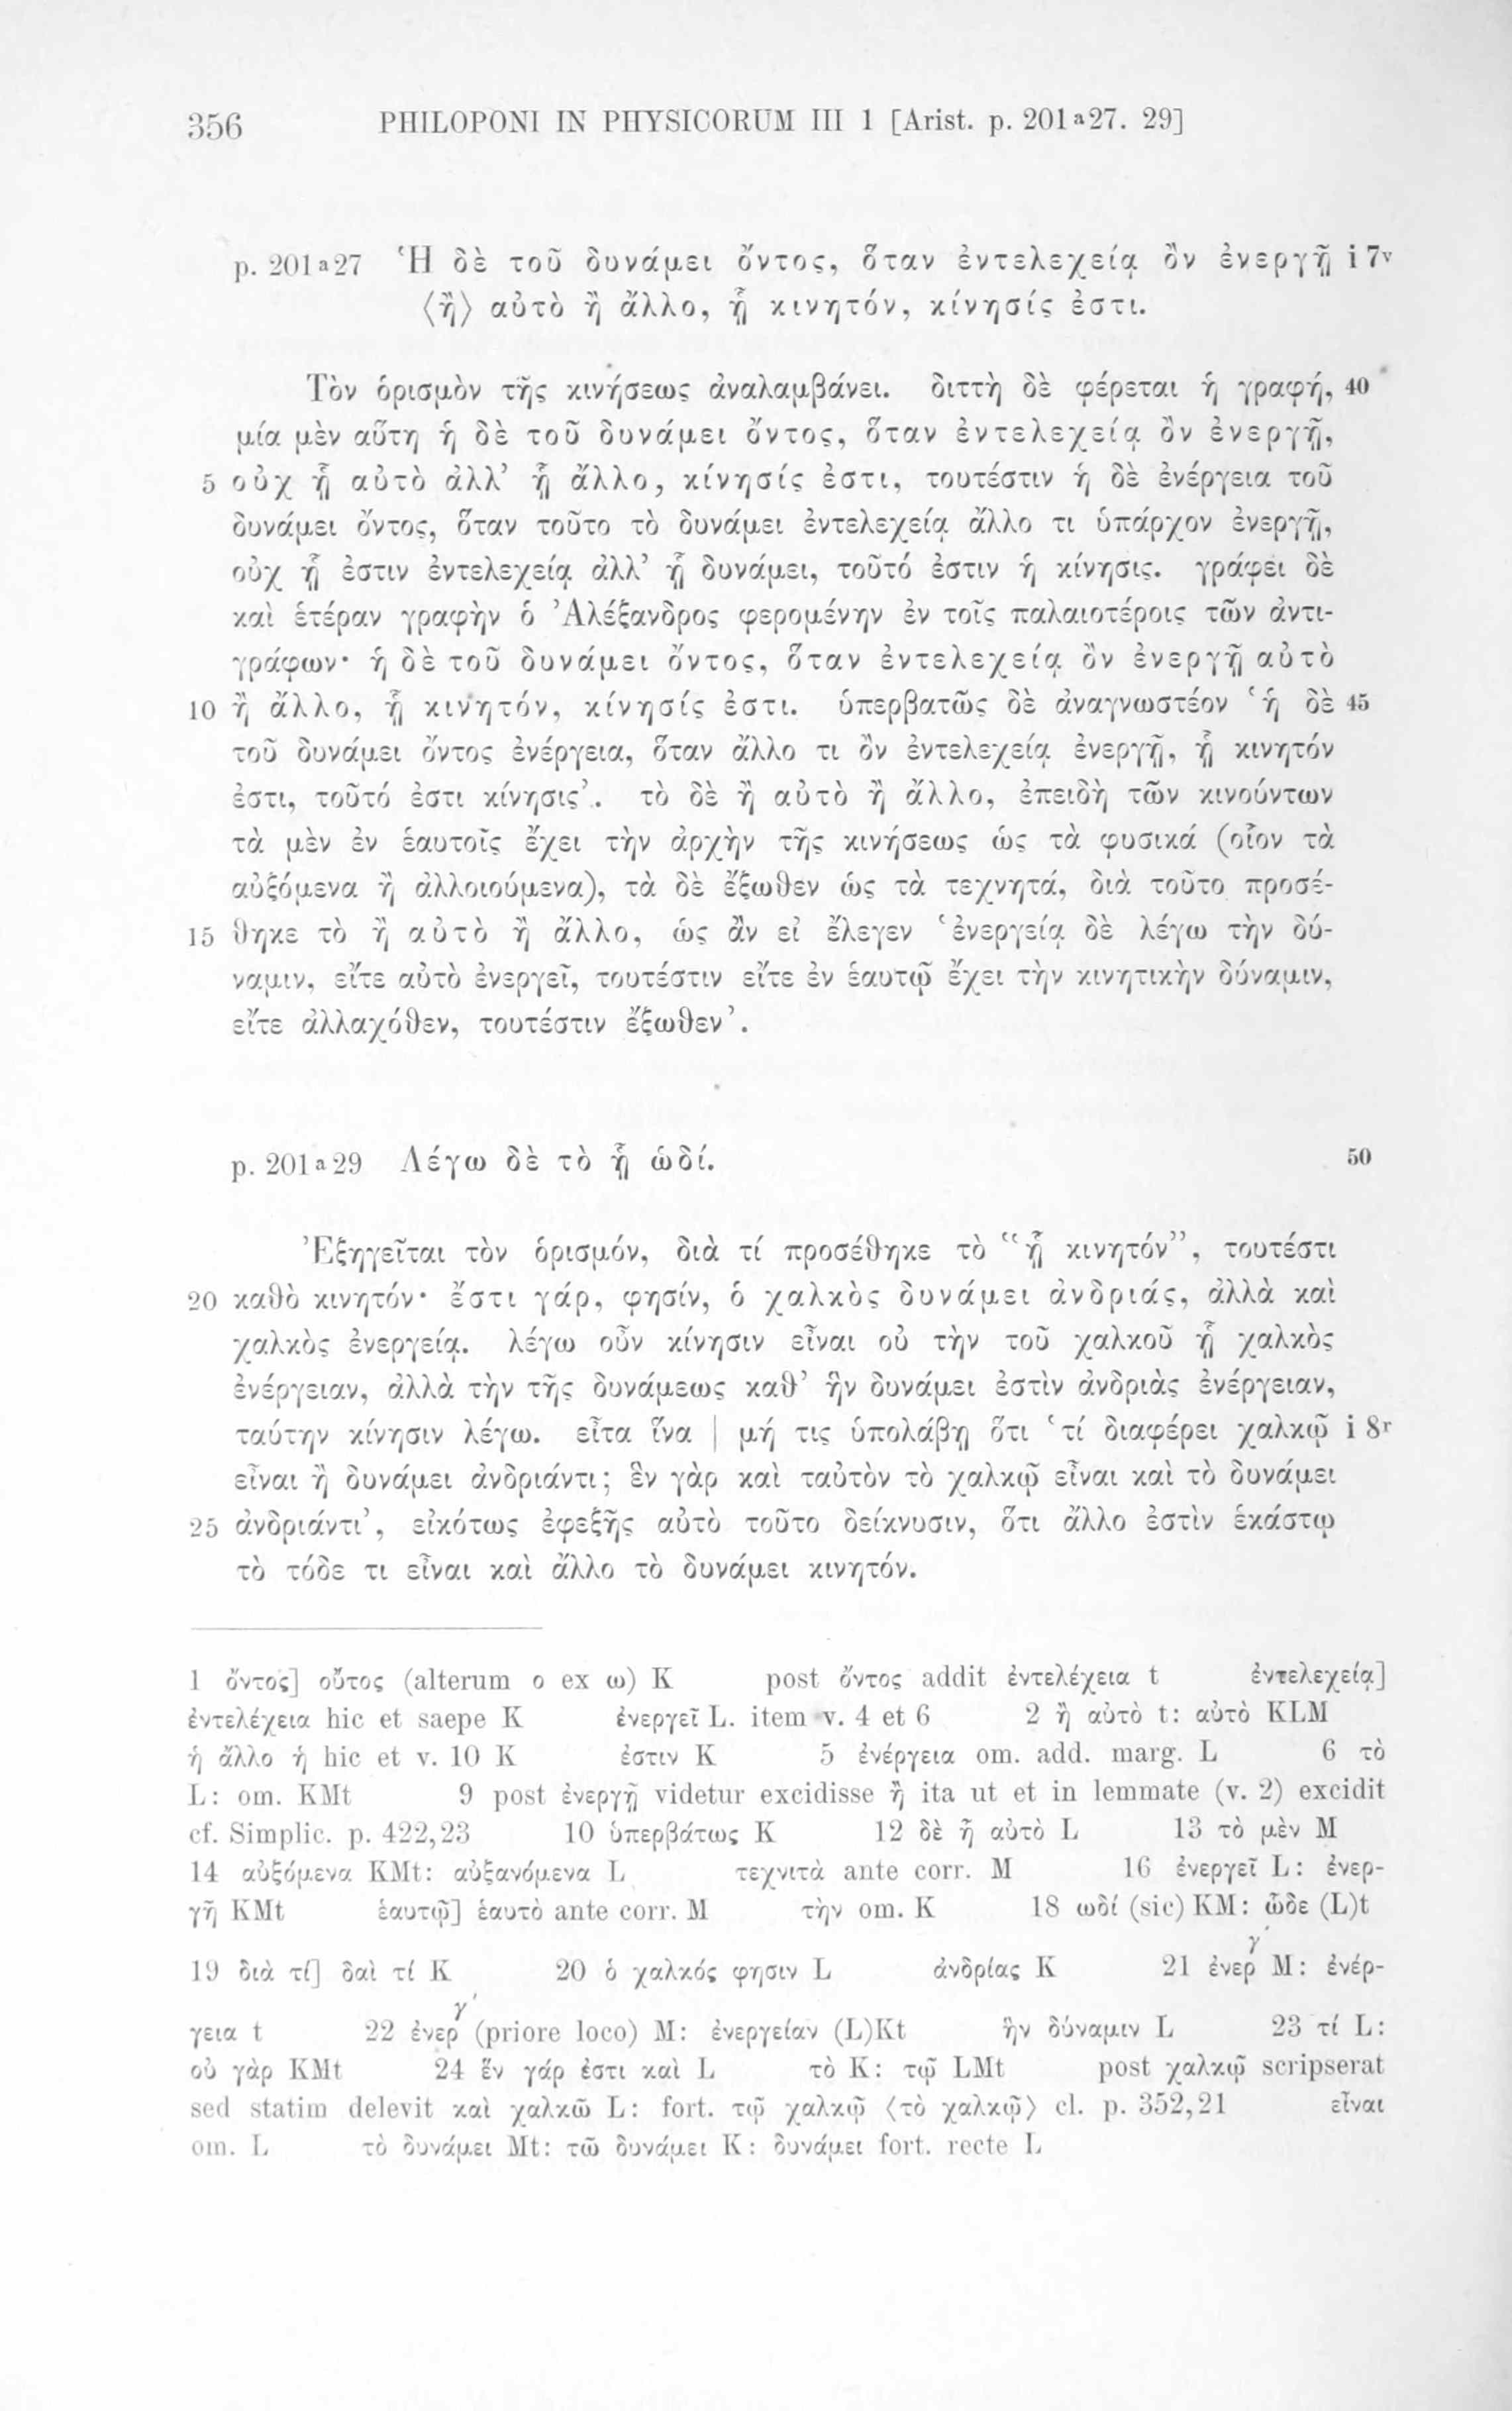 356 PHILOPONI IN PHYSICORUM III 1 [Arist. p. 201ᵃ27. 29]
p. 201ᵃ27 Ἡ δὲ τοῦ δυνάμει ὄντος, ὅταν ἐντελεχείᾳ ὂν ἐνεργῇ i 7ᵛ
⟨ἢ⟩ αὐτὸ ἢ ἄλλο, ᾗ κινητόν, κίνησίς ἐστι.
Τὸν ὁρισμὸν τῆς κινήσεως ἀναλαμβάνει. διττὴ δὲ φέρεται ἡ γραφή, 40
μία μὲν αὕτη ἡ δὲ τοῦ δυνάμει ὄντος, ὅταν ἐντελεχείᾳ ὂν ἐνεργῇ,
5 οὐχ ᾗ αὐτὸ ἀλλ’ ᾗ ἄλλο, κίνησίς ἐστι, τουτέστιν ἡ δὲ ἐνέργεια τοῦ
δυνάμει ὄντος, ὅταν τοῦτο τὸ δυνάμει ἐντελεχείᾳ ἄλλο τι ὑπάρχον ἐνεργῇ,
οὐχ ᾗ ἐστιν ἐντελεχείᾳ ἀλλ’ ᾗ δυνάμει, τοῦτό ἐστιν ἡ κίνησις. γράφει δὲ
καὶ ἑτέραν γραφὴν ὁ Ἀλέξανδρος φερομένην ἐν τοῖς παλαιοτέροις τῶν ἀντι-
γράφων· ἡ δὲ τοῦ δυνάμει ὄντος, ὅταν ἐντελεχείᾳ ὂν ἐνεργῇ αὐτὸ
10 ἢ ἄλλο, ᾗ κινητόν, κίνησίς ἐστι. ὑπερβατῶς δὲ ἀναγνωστέον ‘ἡ δὲ 45
τοῦ δυνάμει ὄντος ἐνέργεια, ὅταν ἄλλο τι ὂν ἐντελεχείᾳ ἐνεργῇ, ᾗ κινητόν
ἐστι, τοῦτό ἐστι κίνησις’. τὸ δὲ ἢ αὐτὸ ἢ ἄλλο, ἐπειδὴ τῶν κινούντων
τὰ μὲν ἐν ἑαυτοῖς ἔχει τὴν ἀρχὴν τῆς κινήσεως ὡς τὰ φυσικά (οἷον τὰ
αὐξόμενα ἢ ἀλλοιούμενα), τὰ δὲ ἔξωθεν ὡς τὰ τεχνητά, διὰ τοῦτο προσέ-
15 θηκε τὸ ἢ αὐτὸ ἢ ἄλλο, ὡς ἂν εἰ ἔλεγεν ‘ἐνεργείᾳ δὲ λέγω τὴν δύ-
ναμιν, εἴτε αὐτὸ ἐνεργεῖ, τουτέστιν εἴτε ἐν ἑαυτῷ ἔχει τὴν κινητικὴν δύναμιν,
εἴτε ἀλλαχόθεν, τουτέστιν ἔξωθεν’.
p. 201ᵃ29 Λέγω δὲ τὸ ᾗ ὡδί. 50
Ἐξηγεῖται τὸν ὁρισμόν, διὰ τί προσέθηκε τὸ “ᾗ κινητόν”, τουτέστι
20 καθὸ κινητόν· ἔστι γάρ, φησίν, ὁ χαλκὸς δυνάμει ἀνδριάς, ἀλλὰ καὶ
χαλκὸς ἐνεργείᾳ. λέγω οὖν κίνησιν εἶναι οὐ τὴν τοῦ χαλκοῦ ᾗ χαλκὸς
ἐνέργειαν, ἀλλὰ τὴν τῆς δυνάμεως καθ’ ἣν δυνάμει ἐστὶν ἀνδριὰς ἐνέργειαν,
ταύτην κίνησιν λέγω. εἶτα ἵνα | μή τις ὑπολάβῃ ὅτι ‘τί διαφέρει χαλκῷ i 8ʳ
εἶναι ἢ δυνάμει ἀνδριάντι; ἓν γὰρ καὶ ταὐτὸν τὸ χαλκῷ εἶναι καὶ τὸ δυνάμει
25 ἀνδριάντι’, εἰκότως ἐφεξῆς αὐτὸ τοῦτο δείκνυσιν, ὅτι ἄλλο ἐστὶν ἑκάστῳ
τὸ τόδε τι εἶναι καὶ ἄλλο τὸ δυνάμει κινητόν.
1 ὄντος] οὕτος (alterum ο ex ω) K post ὄντος addit ἐντελέχεια t ἐντελεχείᾳ]
ἐντελέχεια hic et saepe K ἐνεργεῖ L. item v. 4 et 6 2 ἢ αὐτὸ t: αὐτὸ KLM
ἡ ἄλλο ἡ hic et v. 10 K ἐστιν K 5 ἐνέργεια om. add. marg. L 6 τὸ
L: om. KMt 9 post ἐνεργῇ videtur excidisse ἢ ita ut et in lemmate (v. 2) excidit
cf. Simplic. p. 422,23 10 ὑπερβάτως K 12 δὲ ἦ αὐτὸ L 13 τὸ μὲν M
14 αὐξόμενα KMt: αὐξανόμενα L τεχνιτὰ ante corr. M 16 ἐνεργεῖ L: ἐνερ-
γῇ KMt ἑαυτῷ] ἑαυτὸ ante corr. M τὴν om. K 18 ωδί (sic) KM: ὧδε (L)t
19 διὰ τί] δαὶ τί K 20 ὁ χαλκός φησιν L ἀνδρίας K 21 ἐνερ͏ᵞ M: ἐνέρ-
γεια t 22 ἐνερᵞ (priore loco) M: ἐνεργείαν (L)Kt ἣν δύναμιν L 23 τί L:
οὐ γὰρ KMt 24 ἕν γάρ ἐστι καὶ L τὸ K: τῷ LMt post χαλκῷ scripserat
sed statim delevit καὶ χαλκῶ L: fort. τῷ χαλκῷ ⟨τὸ χαλκῷ⟩ cl. p. 352,21 εἶναι
om. L τὸ δυνάμει Mt: τῶ δυνάμει K: δυνάμει fort. recte L